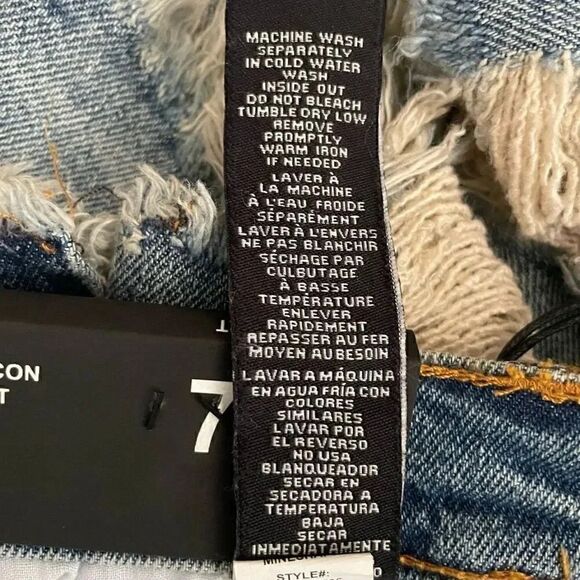 MACHINE WASH
SEPARATELY
IN COLD WATER
WASH
INSIDE OUT
DO NOT BLEACH
TUMBLE DRY LOW
REMOVE
PROMPTLY
WARM IRON
IF NEEDED
LAVER À
LA MACHINE
À L'EAU FROIDE
SÉPARÉMENT
LAVER À L'ENVERS
NE PAS BLANCHIR
SÉCHAGE PAR
CULBUTAGE
À BASSE
TEMPÉRATURE
ENLEVER
RAPIDEMENT
REPASSER AU FER
MOYEN AU BESOIN
LAVAR A MÁQUINA
EN AGUA FRÍA CON
COLORES
SIMILARES
LAVAR POR
EL REVERSO
NO USA
BLANQUEADOR
SECAR EN
SECADORA A
TEMPERATURA
BAJA
SECAR
INMEDIATAMENTE
STYLE#:
CON
T
7